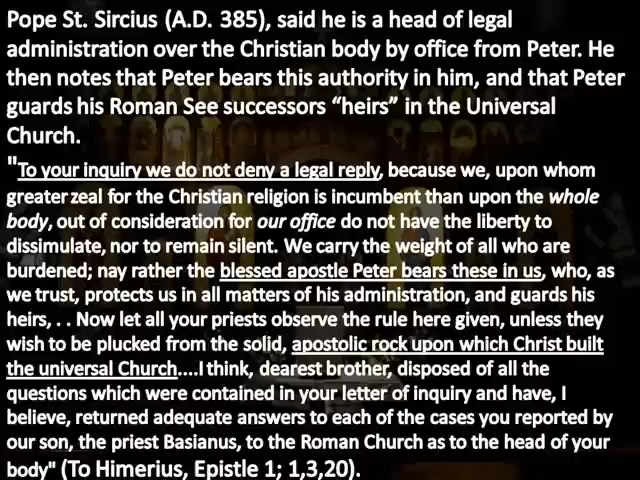 Pope St. Sircius (A.D. 385), said he is a head of legal
administration over the Christian body by office from Peter. He
then notes that Peter bears this authority in him, and that Peter
guards his Roman See successors “heirs” in the Universal
Church.
"To your inquiry we do not deny a legal reply, because we, upon whom
greater zeal for the Christian religion is incumbent than upon the whole
body, out of consideration for our office do not have the liberty to
dissimulate, nor to remain silent. We carry the weight of all who are
burdened; nay rather the blessed apostle Peter bears these in us, who, as
we trust, protects us in all matters of his administration, and guards his
heirs, . . Now let all your priests observe the rule here given, unless they
wish to be plucked from the solid, apostolic rock upon which Christ built
the universal Church....I think, dearest brother, disposed of all the
questions which were contained in your letter of inquiry and have, I
believe, returned adequate answers to each of the cases you reported by
our son, the priest Basianus, to the Roman Church as to the head of your
body" (To Himerius, Epistle 1; 1,3,20).